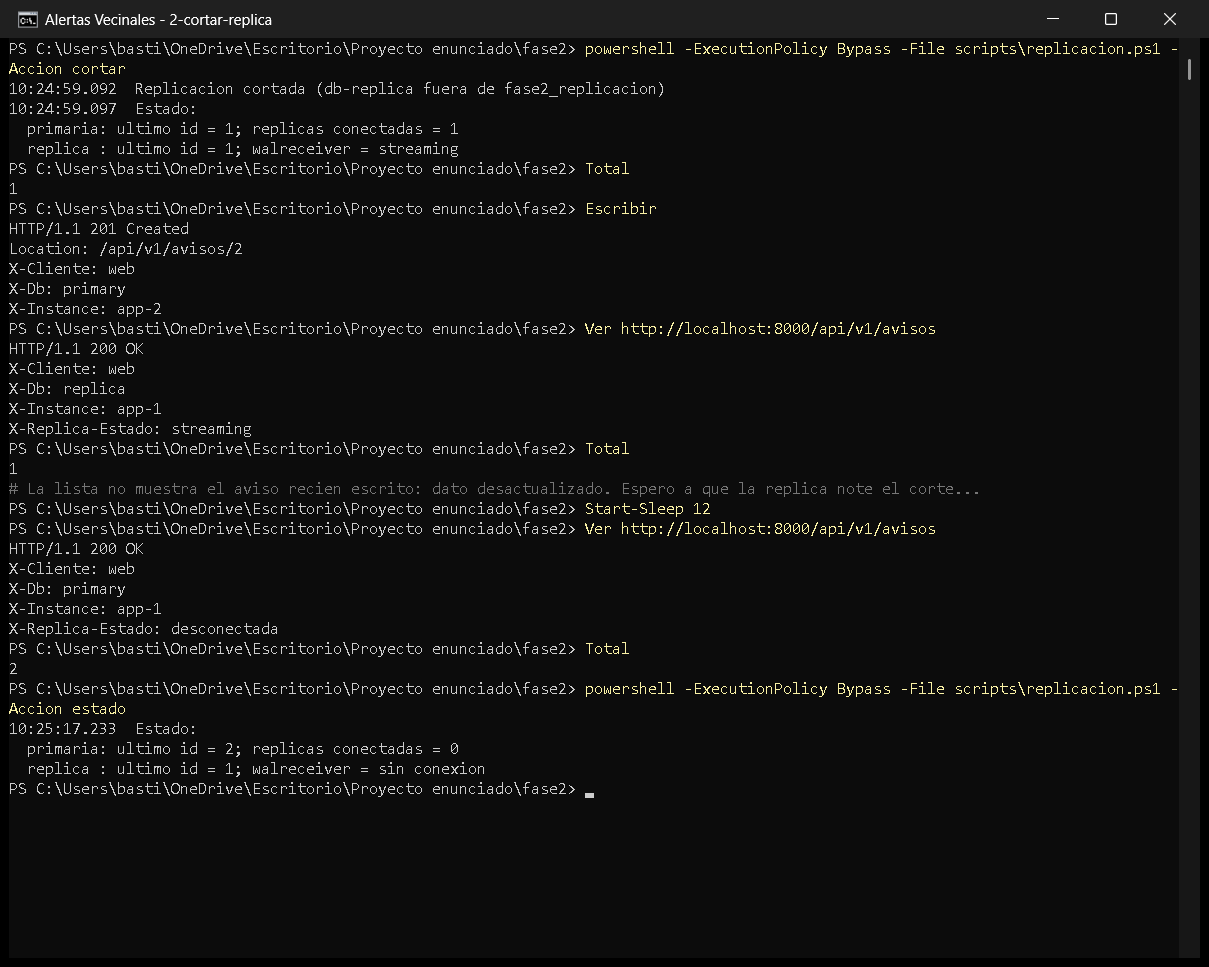 Alertas Vecinales - 2-cortar-replica
PS C:\Users\basti\OneDrive\Escritorio\Proyecto enunciado\fase2> powershell -ExecutionPolicy Bypass -File scripts\replicacion.ps1 -
Accion cortar
10:24:59.092  Replicacion cortada (db-replica fuera de fase2_replicacion)
10:24:59.097  Estado:
  primaria: ultimo id = 1; replicas conectadas = 1
  replica : ultimo id = 1; walreceiver = streaming
PS C:\Users\basti\OneDrive\Escritorio\Proyecto enunciado\fase2> Total
1
PS C:\Users\basti\OneDrive\Escritorio\Proyecto enunciado\fase2> Escribir
HTTP/1.1 201 Created
Location: /api/v1/avisos/2
X-Cliente: web
X-Db: primary
X-Instance: app-2
PS C:\Users\basti\OneDrive\Escritorio\Proyecto enunciado\fase2> Ver http://localhost:8000/api/v1/avisos
HTTP/1.1 200 OK
X-Cliente: web
X-Db: replica
X-Instance: app-1
X-Replica-Estado: streaming
PS C:\Users\basti\OneDrive\Escritorio\Proyecto enunciado\fase2> Total
1
# La lista no muestra el aviso recien escrito: dato desactualizado. Espero a que la replica note el corte...
PS C:\Users\basti\OneDrive\Escritorio\Proyecto enunciado\fase2> Start-Sleep 12
PS C:\Users\basti\OneDrive\Escritorio\Proyecto enunciado\fase2> Ver http://localhost:8000/api/v1/avisos
HTTP/1.1 200 OK
X-Cliente: web
X-Db: primary
X-Instance: app-1
X-Replica-Estado: desconectada
PS C:\Users\basti\OneDrive\Escritorio\Proyecto enunciado\fase2> Total
2
PS C:\Users\basti\OneDrive\Escritorio\Proyecto enunciado\fase2> powershell -ExecutionPolicy Bypass -File scripts\replicacion.ps1 -
Accion estado
10:25:17.233  Estado:
  primaria: ultimo id = 2; replicas conectadas = 0
  replica : ultimo id = 1; walreceiver = sin conexion
PS C:\Users\basti\OneDrive\Escritorio\Proyecto enunciado\fase2>